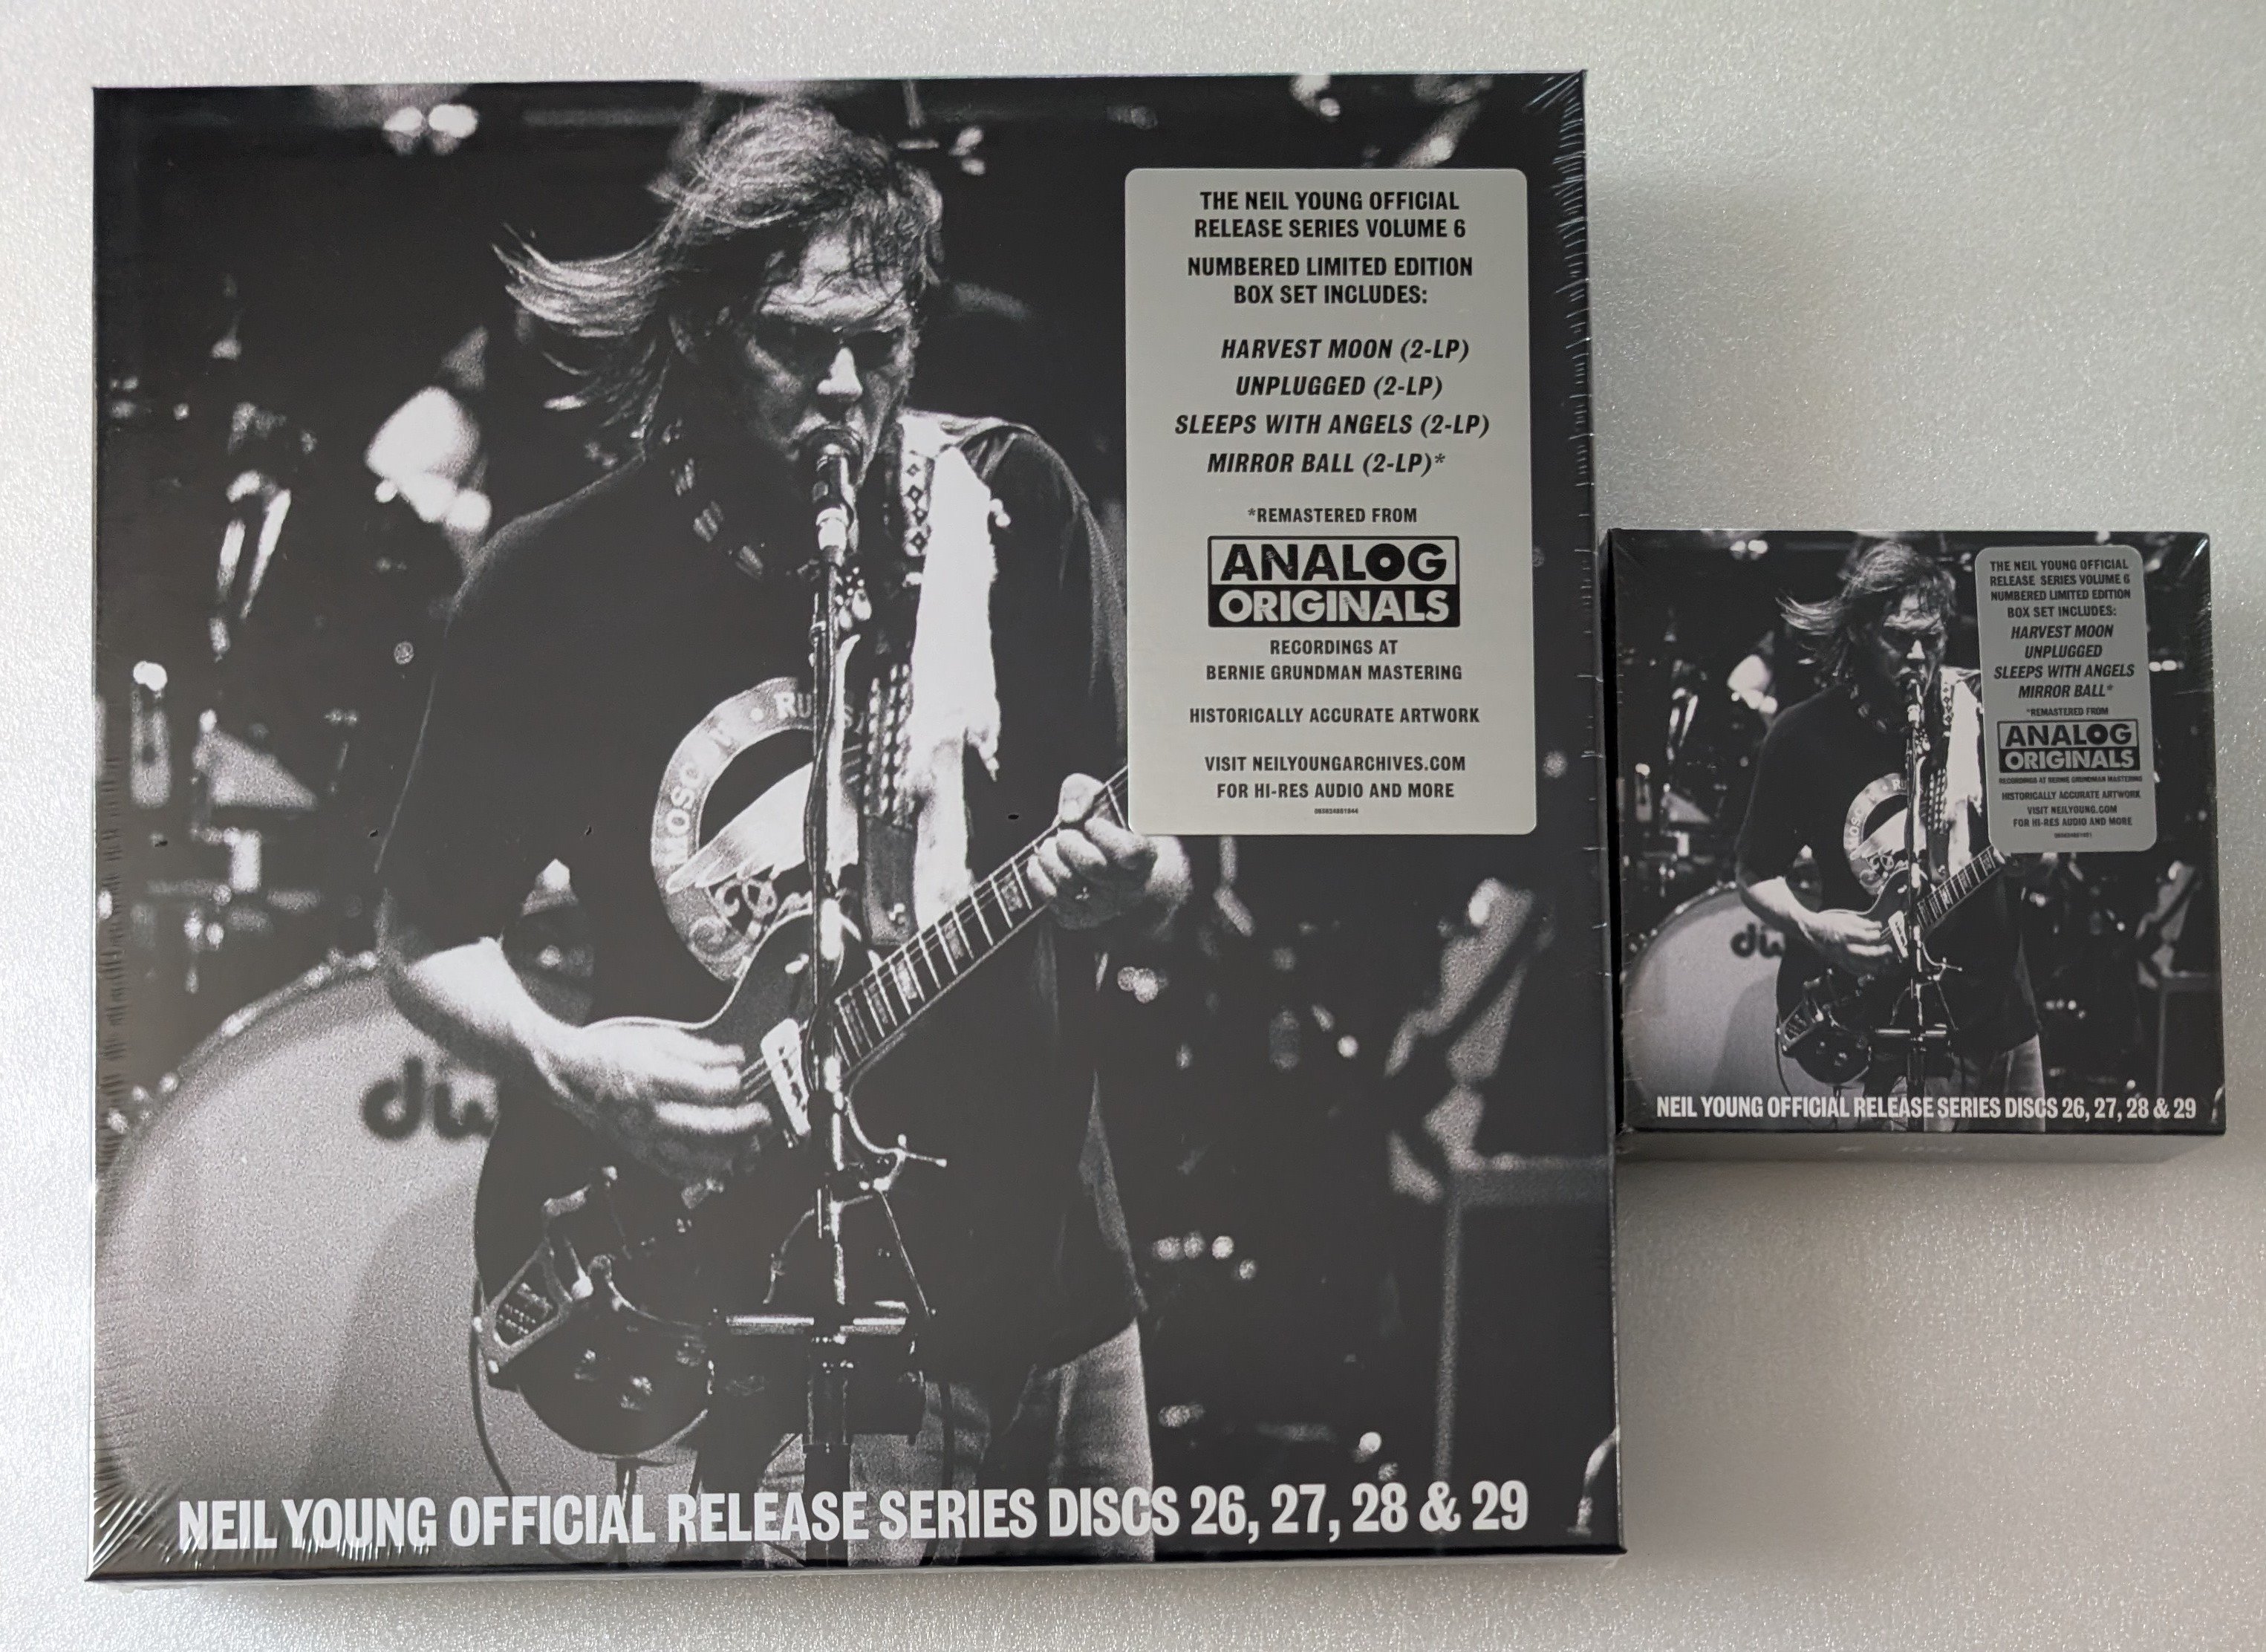 THE NEIL YOUNG OFFICIAL
RELEASE SERIES VOLUME 6
NUMBERED LIMITED EDITION
BOX SET INCLUDES:
HARVEST MOON (2-LP)
UNPLUGGED (2-LP)
SLEEPS WITH ANGELS (2-LP)
MIRROR BALL (2-LP)*
*REMASTERED FROM
ANALOG
ORIGINALS
RECORDINGS AT
BERNIE GRUNDMAN MASTERING
HISTORICALLY ACCURATE ARTWORK
VISIT NEILYOUNGARCHIVES.COM
FOR HI-RES AUDIO AND MORE
dw
NEIL YOUNG OFFICIAL RELEASE SERIES DISCS 26, 27, 28 & 29
THE NEIL YOUNG OFFICIAL
RELEASE SERIES VOLUME 6
NUMBERED LIMITED EDITION
BOX SET INCLUDES:
HARVEST MOON
UNPLUGGED
SLEEPS WITH ANGELS
MIRROR BALL*
*REMASTERED FROM
ANALOG
ORIGINALS
RECORDINGS AT BERNIE GRUNDMAN MASTERING
HISTORICALLY ACCURATE ARTWORK
VISIT NEILYOUNG.COM
FOR HI-RES AUDIO AND MORE
dw
NEIL YOUNG OFFICIAL RELEASE SERIES DISCS 26, 27, 28 & 29